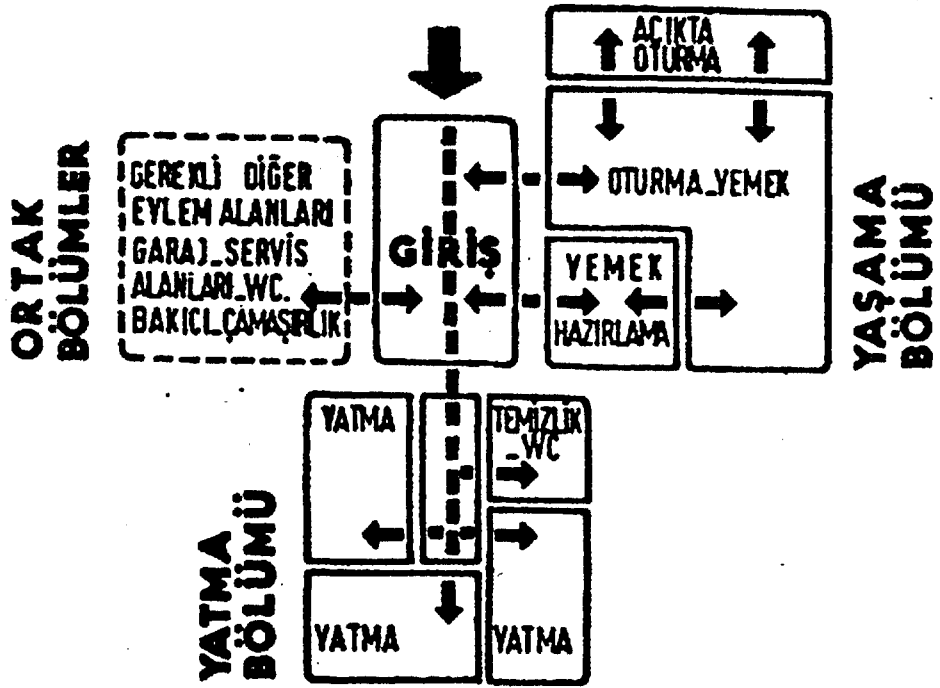 AÇIKTA
OTURMA
ORTAK
BÖLÜMLER
GEREKLİ DİĞER
EYLEM ALANLARI
GARAJ_SERVİS
ALANLARI_WC.
BAKICI_ÇAMAŞIRLIK
GİRİŞ
OTURMA_YEMEK
YEMEK
HAZIRLAMA
YAŞAMA
BÖLÜMÜ
YATMA
BÖLÜMÜ
YATMA
TEMİZLİK
_WC
YATMA
YATMA